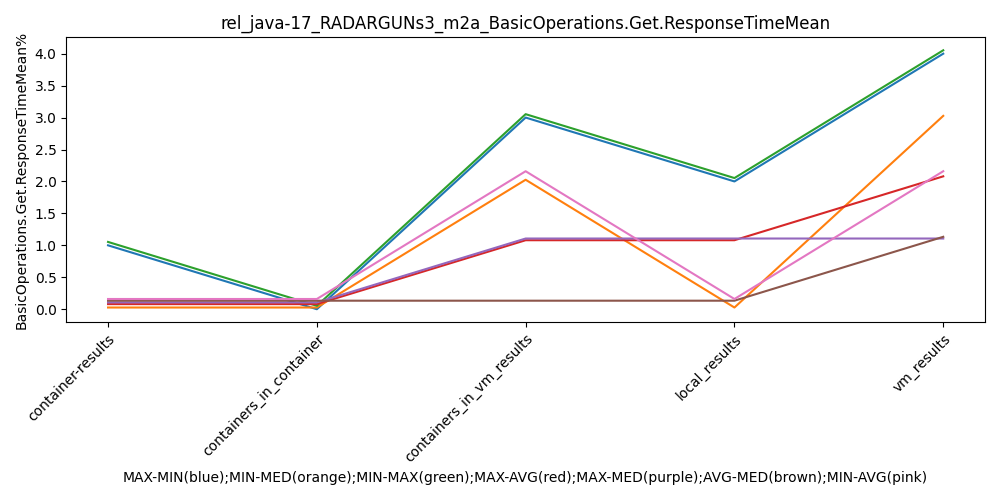 rel_java-17_RADARGUNs3_m2a_BasicOperations.Get.ResponseTimeMean
BasicOperations.Get.ResponseTimeMean%
4.0
3.5
3.0
2.5
2.0
1.5
1.0
0.5
0.0
container-results
containers_in_container
containers_in_vm_results
local_results
vm_results
MAX-MIN(blue);MIN-MED(orange);MIN-MAX(green);MAX-AVG(red);MAX-MED(purple);AVG-MED(brown);MIN-AVG(pink)